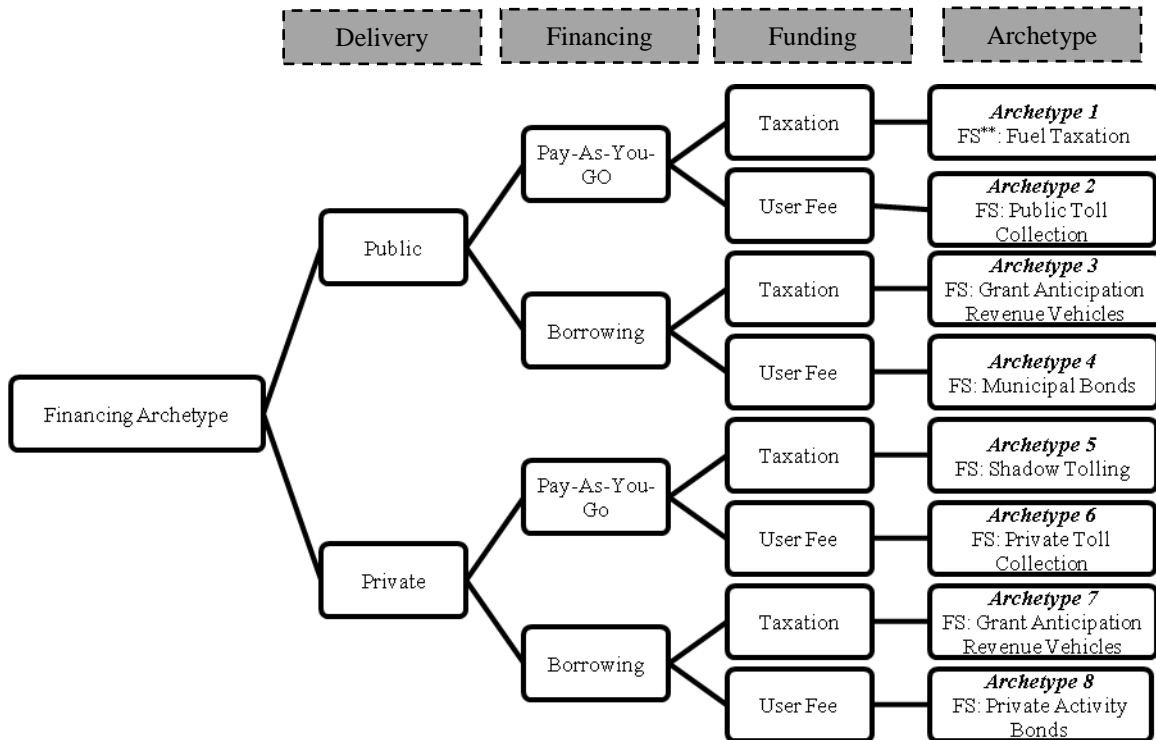 Delivery
Financing
Funding
Archetype
Financing Archetype
Public
Private
Pay-As-You-
GO
Borrowing
Pay-As-You-
Go
Borrowing
Taxation
User Fee
Taxation
User Fee
Taxation
User Fee
Taxation
User Fee
Archetype 1
FS**: Fuel Taxation
Archetype 2
FS: Public Toll
Collection
Archetype 3
FS: Grant Anticipation
Revenue Vehicles
Archetype 4
FS: Municipal Bonds
Archetype 5
FS: Shadow Tolling
Archetype 6
FS: Private Toll
Collection
Archetype 7
FS: Grant Anticipation
Revenue Vehicles
Archetype 8
FS: Private Activity
Bonds